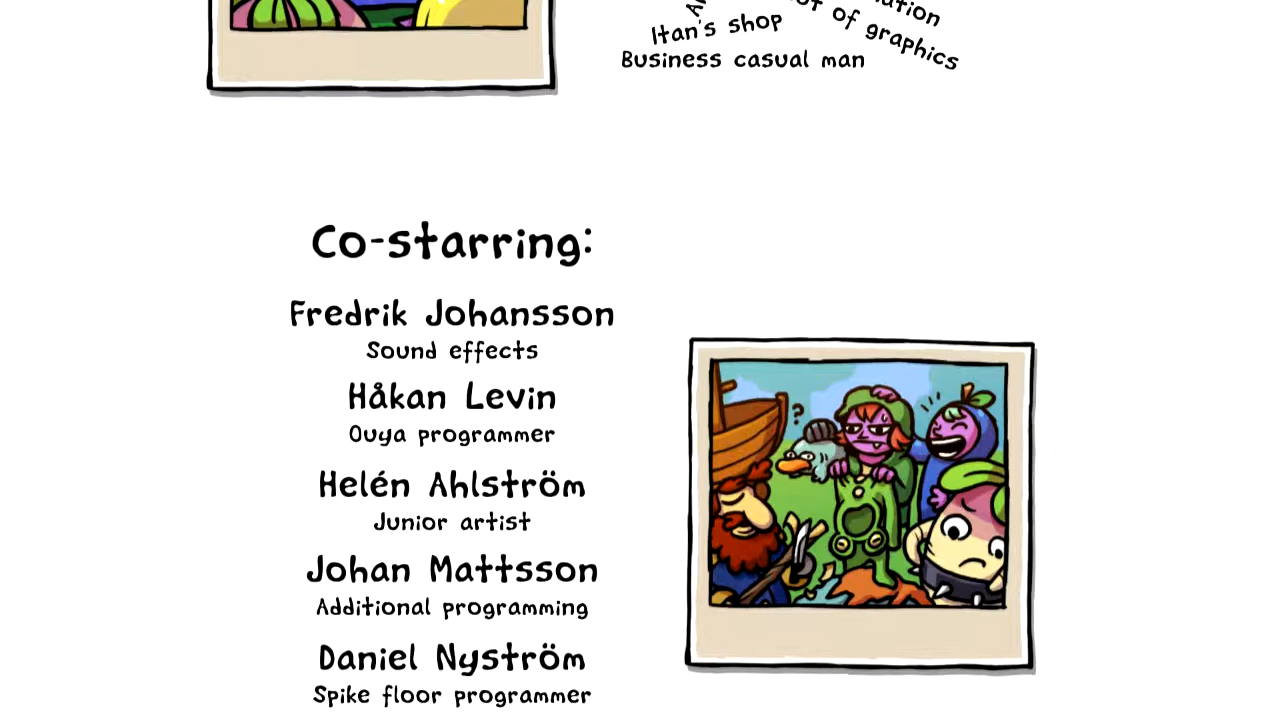 of graphics
Itan's shop
Business casual man
Co-starring:
Fredrik Johansson
Sound effects
Håkan Levin
Ouya programmer
Helén Ahlström
Junior artist
Johan Mattsson
Additional programming
Daniel Nyström
Spike floor programmer
?